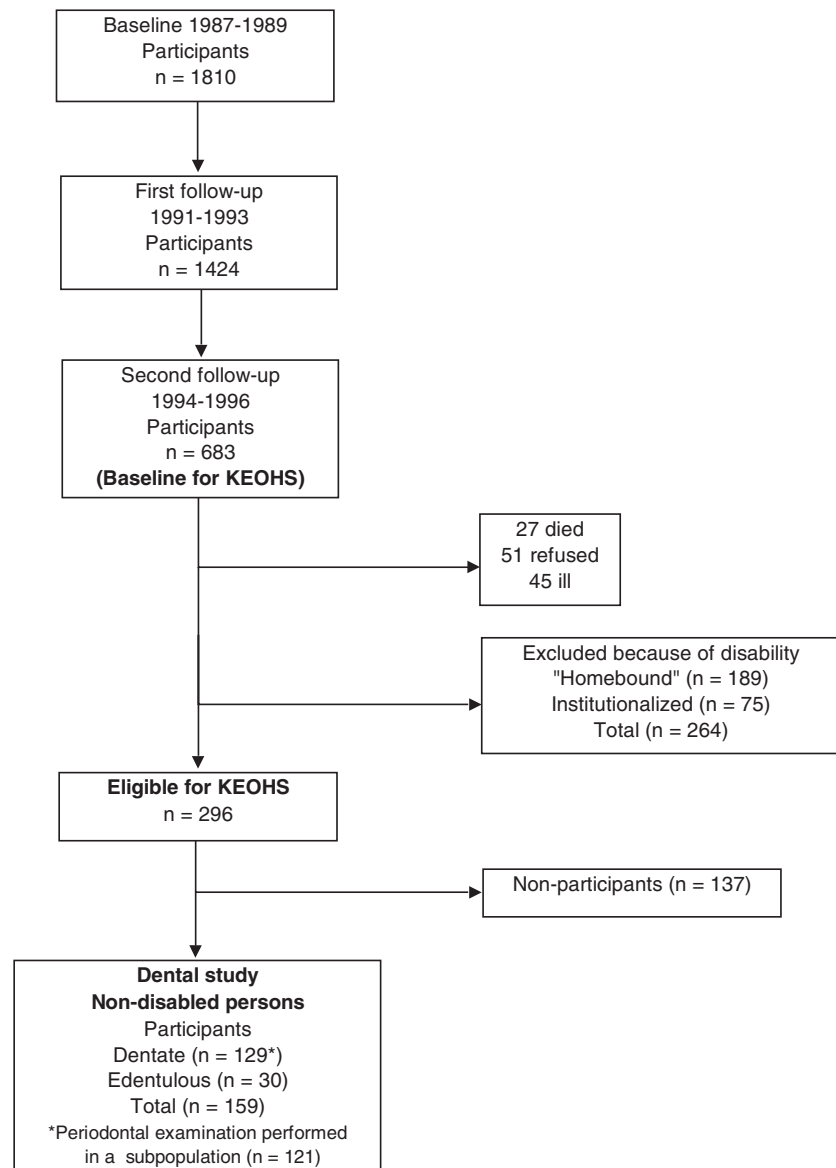 Baseline 1987-1989
Participants
n = 1810
First follow-up
1991-1993
Participants
n = 1424
Second follow-up
1994-1996
Participants
n = 683
(Baseline for KEOHS)
27 died
51 refused
45 ill
Excluded because of disability
"Homebound" (n = 189)
Institutionalized (n = 75)
Total (n = 264)
Eligible for KEOHS
n = 296
Non-participants (n = 137)
Dental study
Non-disabled persons
Participants
Dentate (n = 129*)
Edentulous (n = 30)
Total (n = 159)
*Periodontal examination performed
in a subpopulation (n = 121)